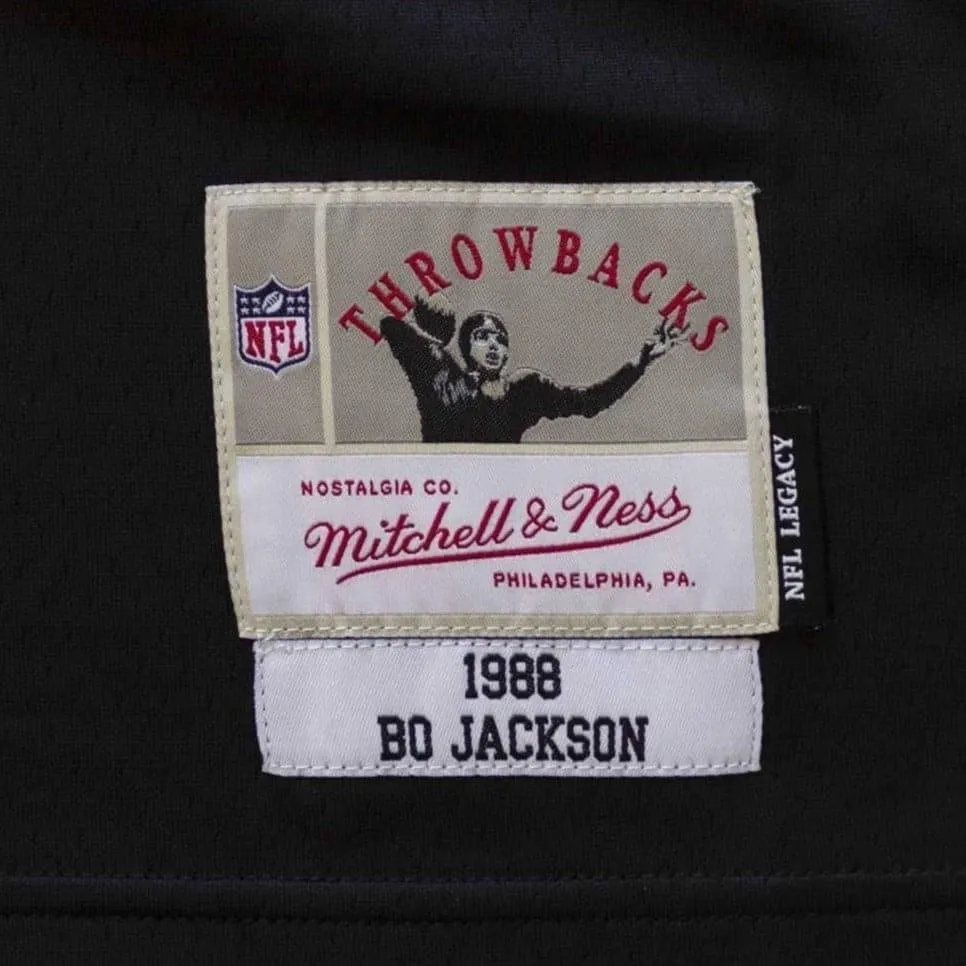 THROWBACKS
NFL
NOSTALGIA CO.
Mitchell & Ness
PHILADELPHIA, PA.
NFL LEGACY
1988
BO JACKSON